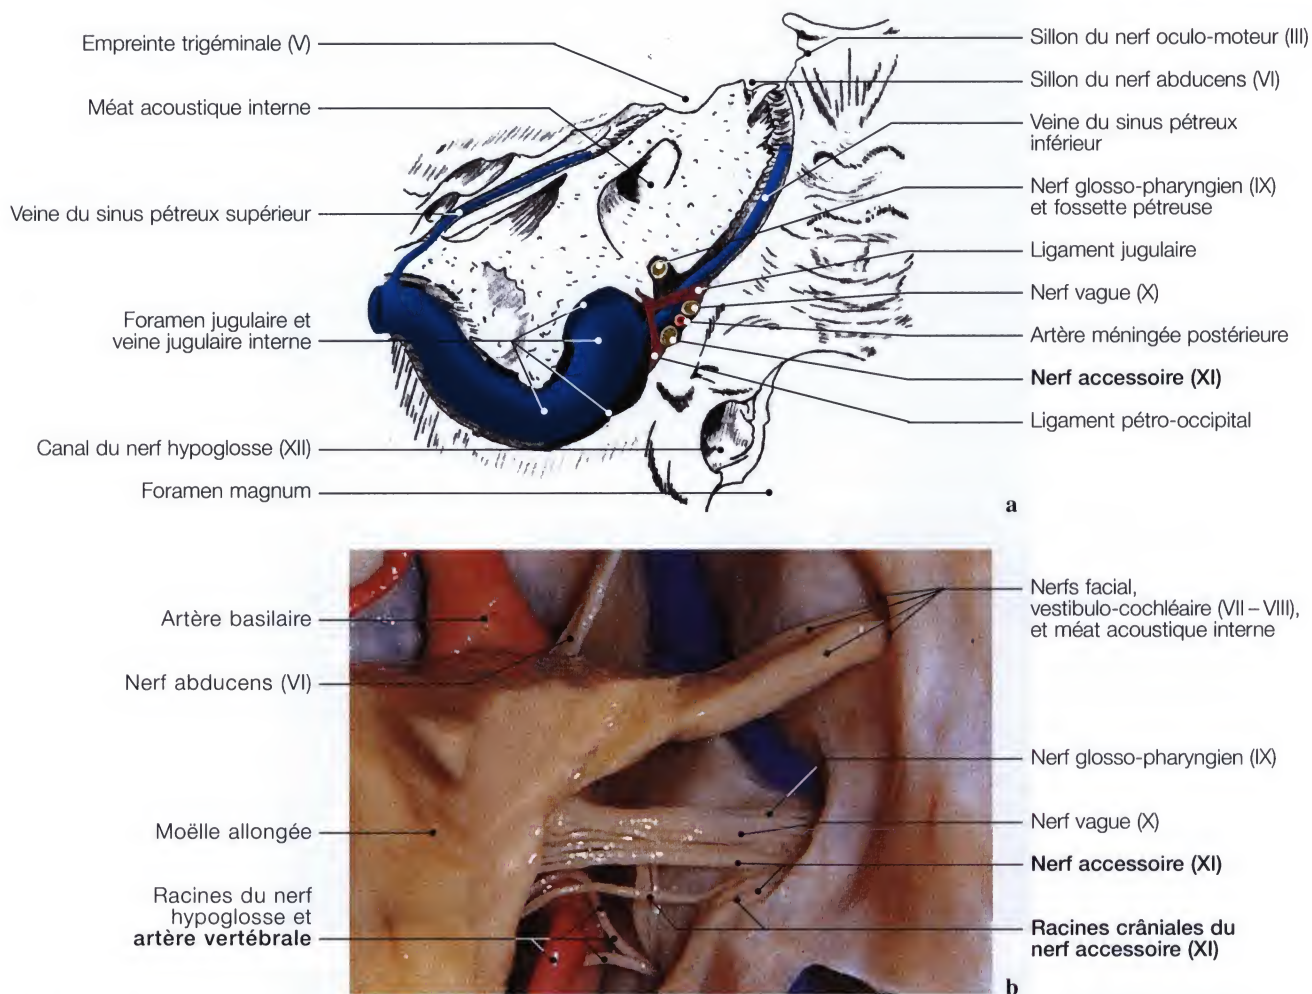 Empreinte trigéminale (V)
Méat acoustique interne
Veine du sinus pétreux supérieur
Foramen jugulaire et
veine jugulaire interne
Canal du nerf hypoglosse (XII)
Foramen magnum
Sillon du nerf oculo-moteur (III)
Sillon du nerf abducens (VI)
Veine du sinus pétreux
inférieur
Nerf glosso-pharyngien (IX)
et fossette pétreuse
Ligament jugulaire
Nerf vague (X)
Artère méningée postérieure
Nerf accessoire (XI)
Ligament pétro-occipital
a
Artère basilaire
Nerf abducens (VI)
Moëlle allongée
Racines du nerf
hypoglosse et
artère vertébrale
Nerfs facial,
vestibulo-cochléaire (VII – VIII),
et méat acoustique interne
Nerf glosso-pharyngien (IX)
Nerf vague (X)
Nerf accessoire (XI)
Racines crâniales du
nerf accessoire (XI)
b